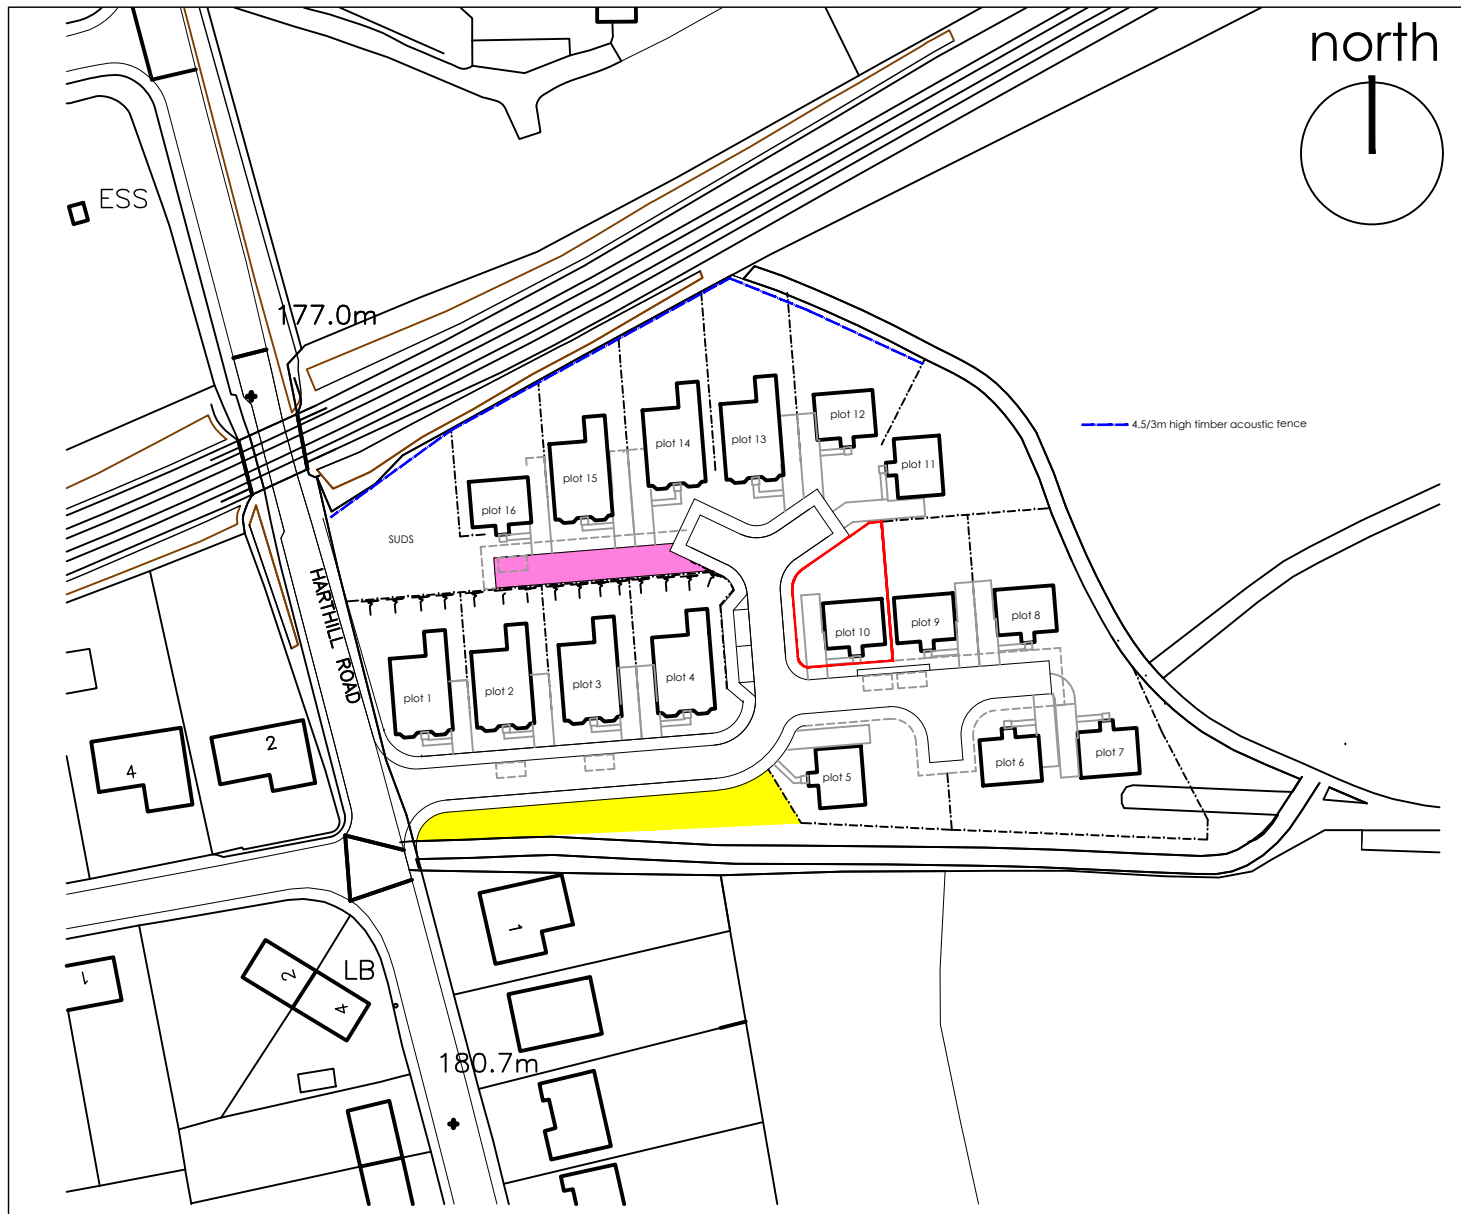 north
ESS
177.0m
plot 12
4.5/3m high timber acoustic fence
plot 14
plot 13
plot 11
plot 15
plot 16
SUDS
HARTHILL ROAD
plot 8
plot 9
plot 10
plot 4
plot 3
plot 2
plot 1
2
4
plot 7
plot 6
plot 5
1
LB
2
1
4
180.7m